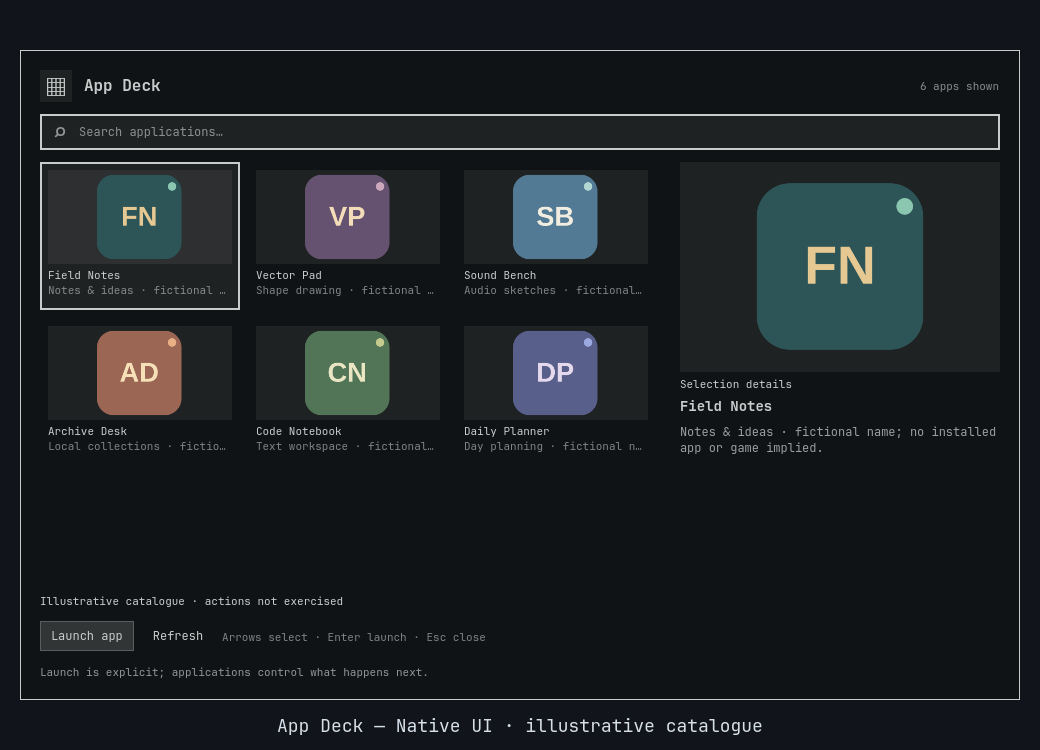 App Deck
6 apps shown
Search applications…
FN
VP
SB
Field Notes
Notes & ideas · fictional …
Vector Pad
Shape drawing · fictional …
Sound Bench
Audio sketches · fictional…
AD
CN
DP
Archive Desk
Local collections · fictio…
Code Notebook
Text workspace · fictional…
Daily Planner
Day planning · fictional n…
FN
Selection details
Field Notes
Notes & ideas · fictional name; no installed
app or game implied.
Illustrative catalogue · actions not exercised
Launch app
Refresh
Arrows select · Enter launch · Esc close
Launch is explicit; applications control what happens next.
App Deck — Native UI · illustrative catalogue